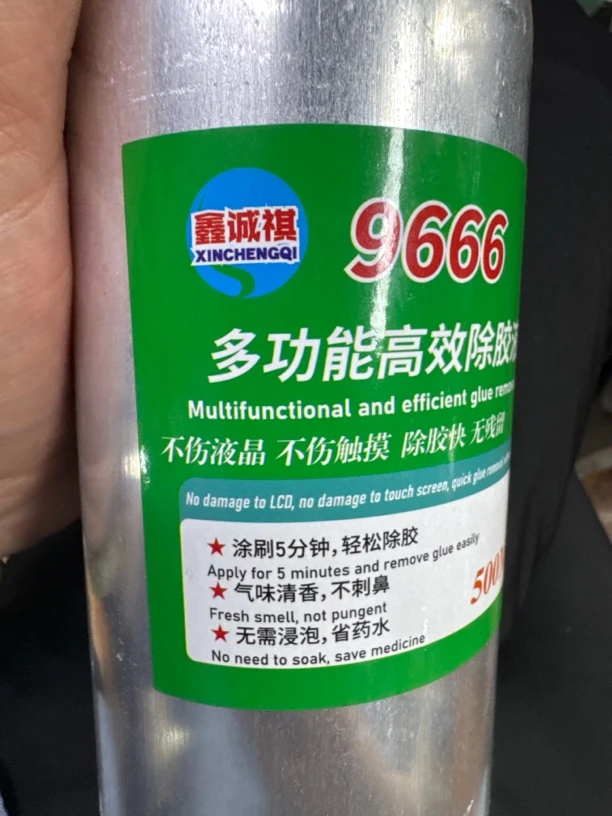 鑫诚祺
XINCHENGQI
9666
多功能高效除胶
Multifunctional and efficient glue
不伤液晶 不伤触摸 除胶快 无残留
No damage to LCD, no damage to touch screen, quick glue
★ 涂刷5分钟，轻松除胶
Apply for 5 minutes and remove glue easily
★ 气味清香，不刺鼻
Fresh smell, not pungent
★ 无需浸泡，省药水
No need to soak, save medicine
500